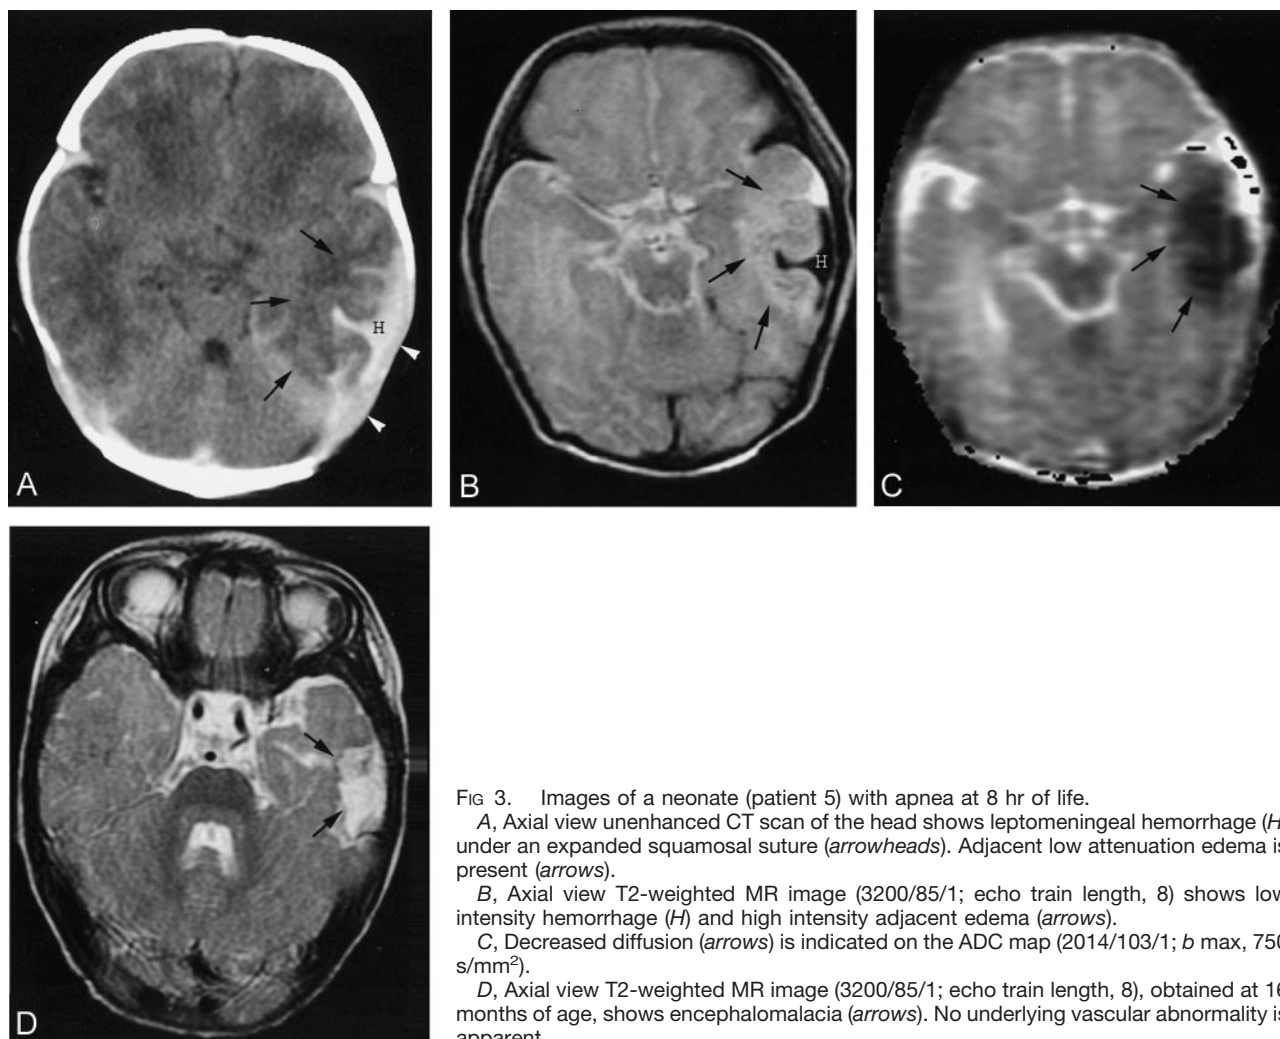 A
B
C
H
H
D
FIG 3. Images of a neonate (patient 5) with apnea at 8 hr of life.
A, Axial view unenhanced CT scan of the head shows leptomeningeal hemorrhage (H
under an expanded squamosal suture (arrowheads). Adjacent low attenuation edema is
present (arrows).
B, Axial view T2-weighted MR image (3200/85/1; echo train length, 8) shows low
intensity hemorrhage (H) and high intensity adjacent edema (arrows).
C, Decreased diffusion (arrows) is indicated on the ADC map (2014/103/1; b max, 750
s/mm²).
D, Axial view T2-weighted MR image (3200/85/1; echo train length, 8), obtained at 16
months of age, shows encephalomalacia (arrows). No underlying vascular abnormality is
apparent.